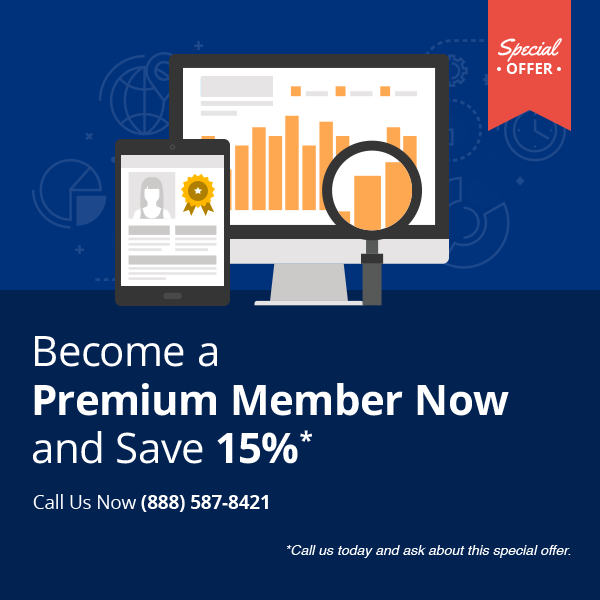 Special
• OFFER •
Become a
Premium Member Now
and Save 15%*
Call Us Now (888) 587-8421
*Call us today and ask about this special offer.